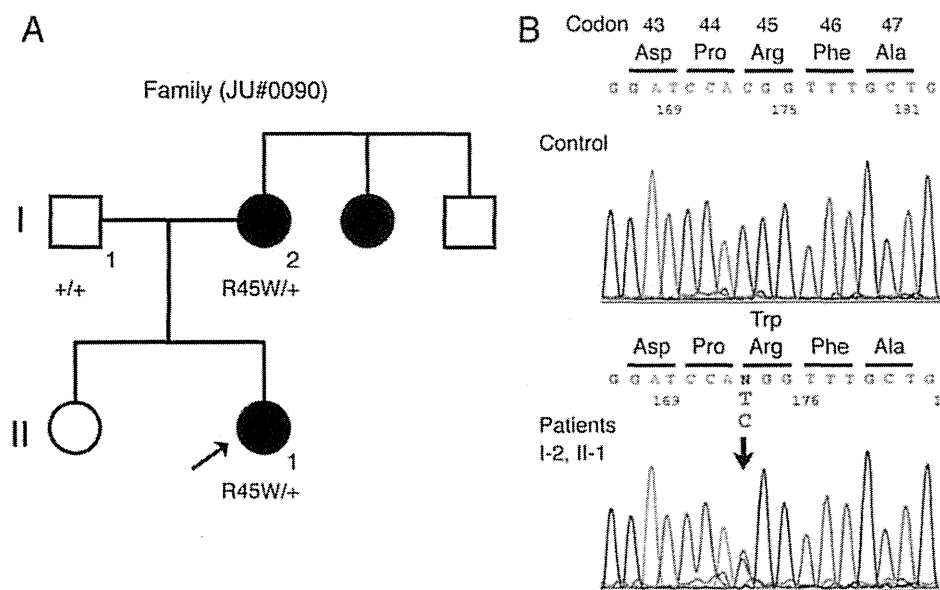 A
Family (JU#0090)
I
1
+/+
2
R45W/+
II
1
R45W/+
B
Codon 43 44 45 46 47
Asp Pro Arg Phe Ala
G G A T C C A C G G T T T G C T G
169 175 181
Control
Trp
Asp Pro Arg Phe Ala
G G A T C C A N G G T T T G C T G
T
169 176 1
C
Patients
I-2, II-1